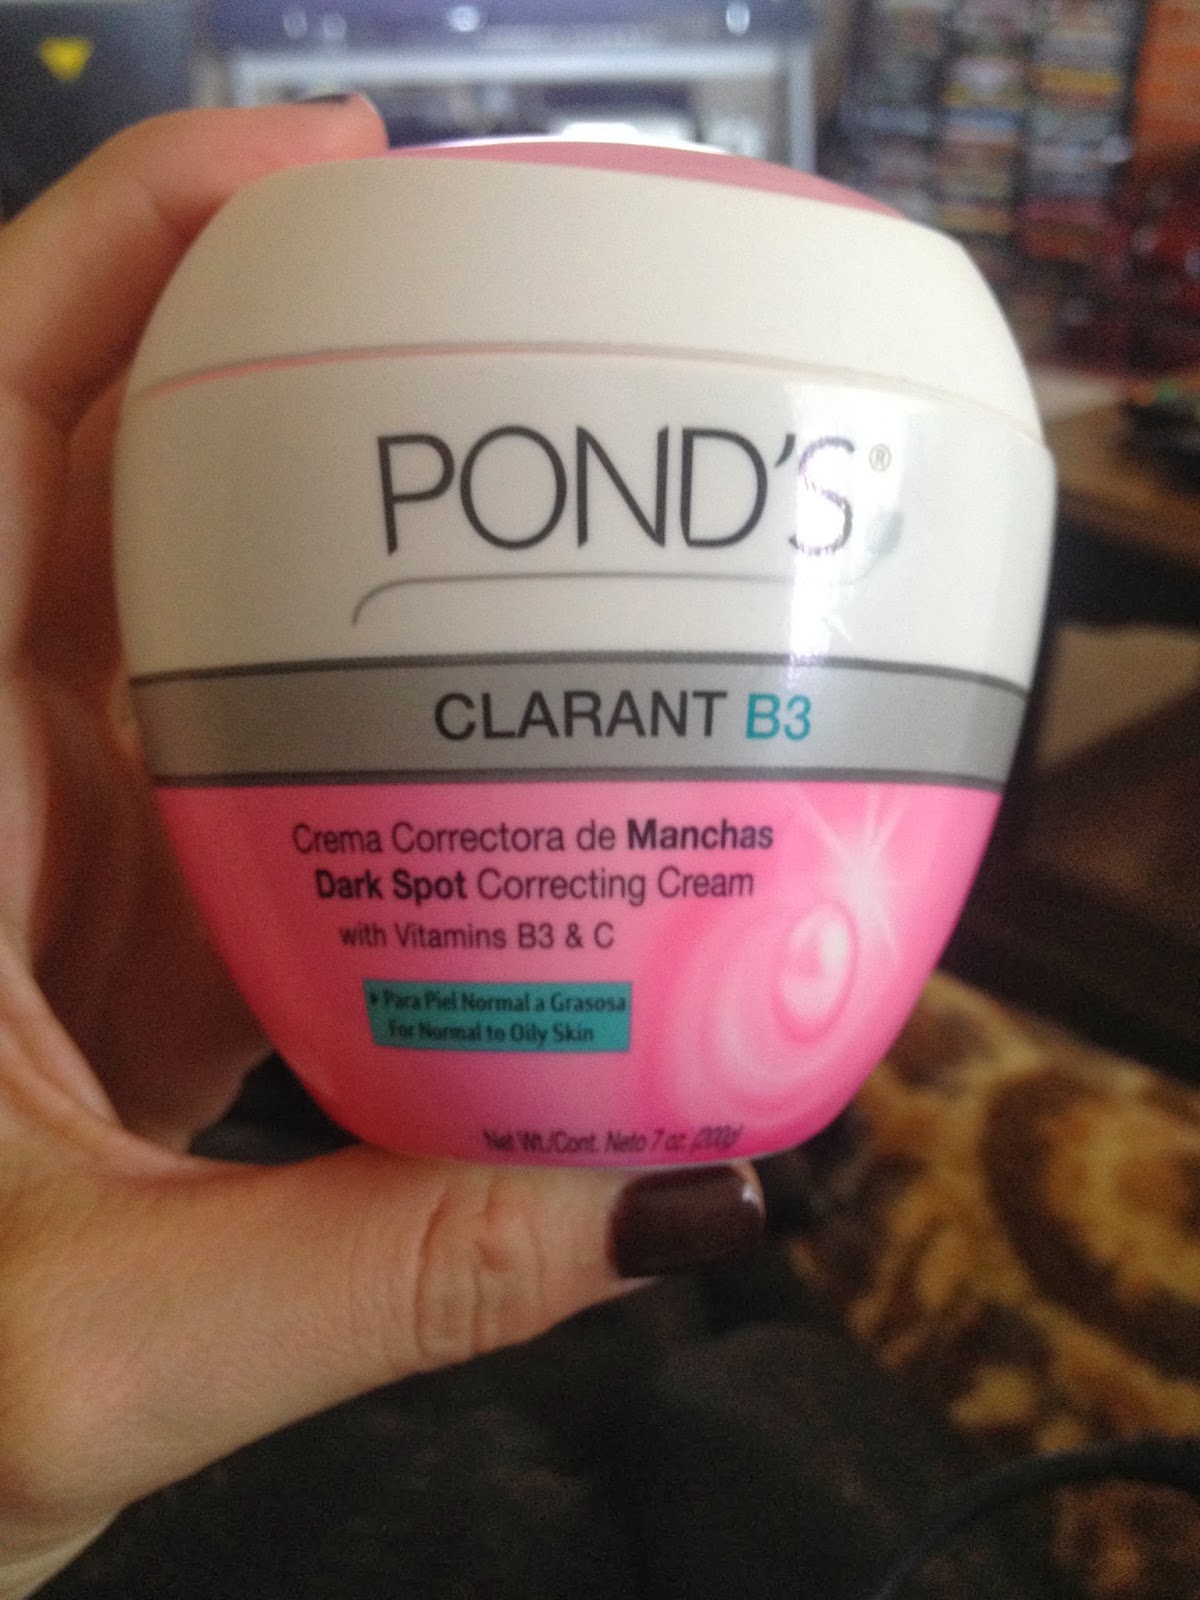 POND'S®
CLARANT B3
Crema Correctora de Manchas
Dark Spot Correcting Cream
with Vitamins B3 & C
Para Piel Normal a Grasosa
For Normal to Oily Skin
Net Wt./Cont. Neto 7 oz. (200g)